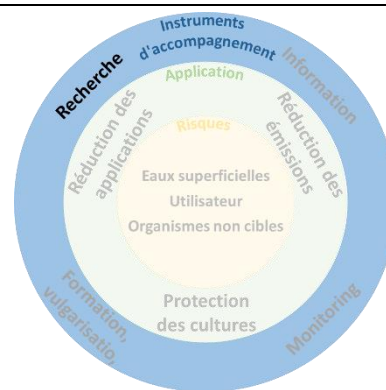 Instruments
d'accompagnement
Recherche
Information
Application
Réduction des
applications
Réduction des
émissions
Risques
Eaux superficielles
Utilisateur
Organismes non cibles
Protection
des cultures
Formation,
vulgarisatio,
Monitoring